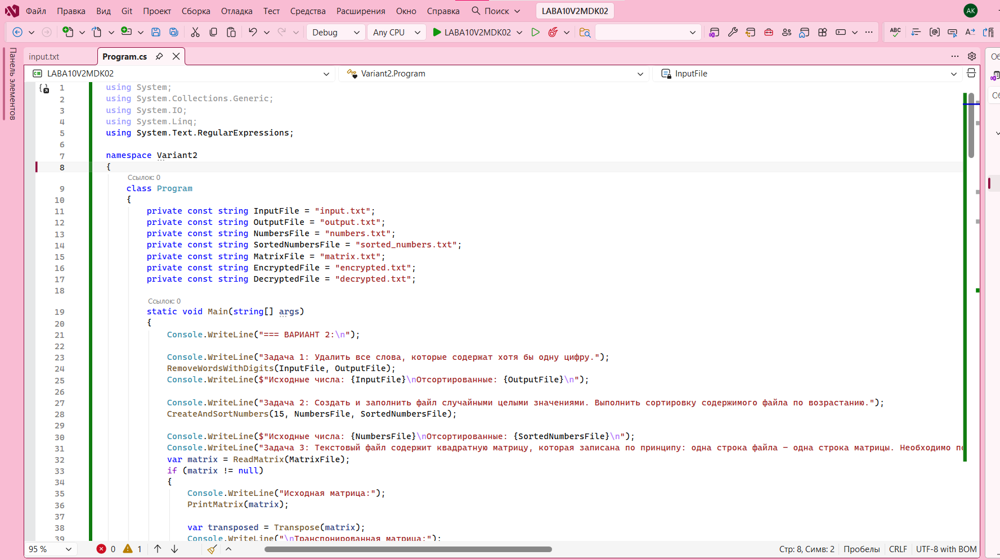 Файл Правка Вид Git Проект Сборка Отладка Тест Средства Расширения Окно Справка Поиск LABA10V2MDK02 AK
Debug Any CPU LABA10V2MDK02 ABC
Панель элементов
input.txt Program.cs
LABA10V2MDK02 Variant2.Program InputFile
1 using System;
2 using System.Collections.Generic;
3 using System.IO;
4 using System.Linq;
5 using System.Text.RegularExpressions;
6
7 namespace Variant2
8 {
Ссылок: 0
9 class Program
10 {
11 private const string InputFile = "input.txt";
12 private const string OutputFile = "output.txt";
13 private const string NumbersFile = "numbers.txt";
14 private const string SortedNumbersFile = "sorted_numbers.txt";
15 private const string MatrixFile = "matrix.txt";
16 private const string EncryptedFile = "encrypted.txt";
17 private const string DecryptedFile = "decrypted.txt";
18
Ссылок: 0
19 static void Main(string[] args)
20 {
21 Console.WriteLine("=== ВАРИАНТ 2:\n");
22
23 Console.WriteLine("Задача 1: Удалить все слова, которые содержат хотя бы одну цифру.");
24 RemoveWordsWithDigits(InputFile, OutputFile);
25 Console.WriteLine($"Исходные числа: {InputFile}\nОтсортированные: {OutputFile}\n");
26
27 Console.WriteLine("Задача 2: Создать и заполнить файл случайными целыми значениями. Выполнить сортировку содержимого файла по возрастанию.");
28 CreateAndSortNumbers(15, NumbersFile, SortedNumbersFile);
29
30 Console.WriteLine($"Исходные числа: {NumbersFile}\nОтсортированные: {SortedNumbersFile}\n");
31 Console.WriteLine("Задача 3: Текстовый файл содержит квадратную матрицу, которая записана по принципу: одна строка файла – одна строка матрицы. Необходимо
32 var matrix = ReadMatrix(MatrixFile);
33 if (matrix != null)
34 {
35 Console.WriteLine("Исходная матрица:");
36 PrintMatrix(matrix);
37
38 var transposed = Transpose(matrix);
39 Console.WriteLine("\nТранспонированная матрица:");
95 % 0 1 Стр: 8, Симв: 2 Пробелы CRLF UTF-8 with BOM